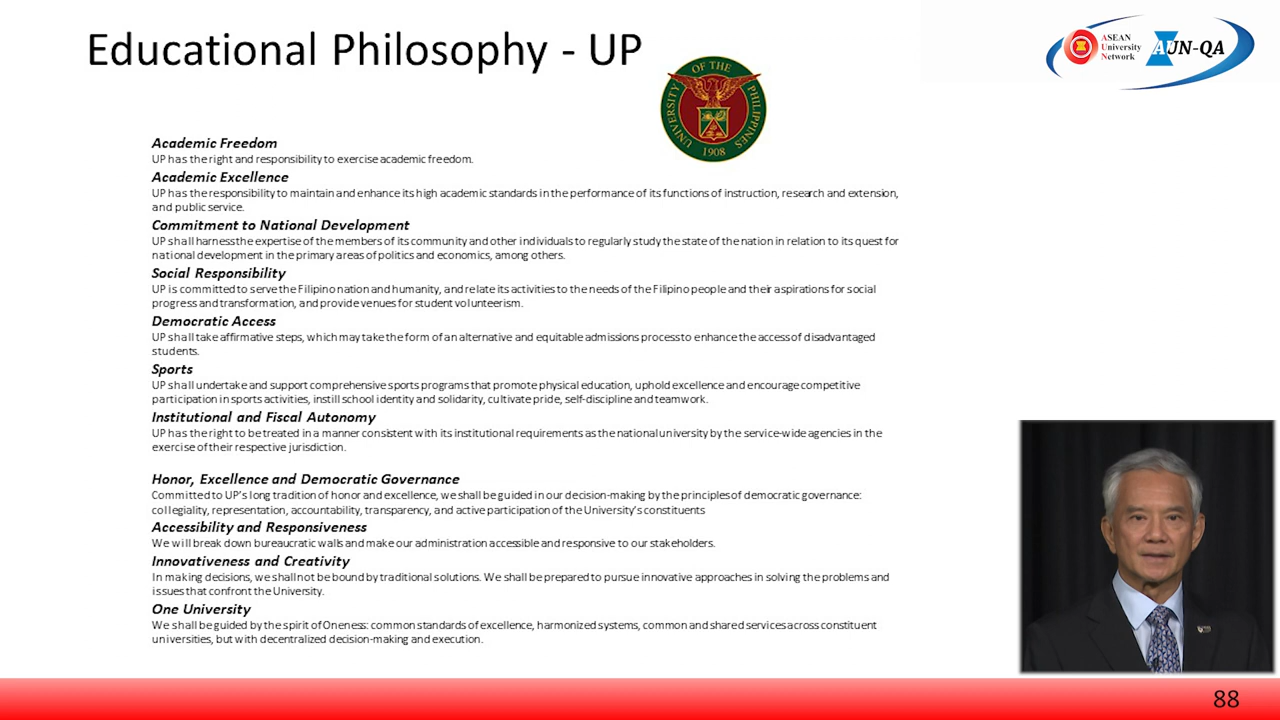 Educational Philosophy - UP
ASEAN
University
Network
AUN-QA
UNIVERSITY OF THE PHILIPPINES
1908
Academic Freedom
UP has the right and responsibility to exercise academic freedom.
Academic Excellence
UP has the responsibility to maintain and enhance its high academic standards in the performance of its functions of instruction, research and extension,
and public service.
Commitment to National Development
UP shall harness the expertise of the members of its community and other individuals to regularly study the state of the nation in relation to its quest for
national development in the primary areas of politics and economics, among others.
Social Responsibility
UP is committed to serve the Filipino nation and humanity, and relate its activities to the needs of the Filipino people and their aspirations for social
progress and transformation, and provide venues for student volunteerism.
Democratic Access
UP shall take affirmative steps, which may take the form of an alternative and equitable admissions process to enhance the access of disadvantaged
students.
Sports
UP shall undertake and support comprehensive sports programs that promote physical education, uphold excellence and encourage competitive
participation in sports activities, instill school identity and solidarity, cultivate pride, self-discipline and teamwork.
Institutional and Fiscal Autonomy
UP has the right to be treated in a manner consistent with its institutional requirements as the national university by the service-wide agencies in the
exercise of their respective jurisdiction.
Honor, Excellence and Democratic Governance
Committed to UP's long tradition of honor and excellence, we shall be guided in our decision-making by the principles of democratic governance:
collegiality, representation, accountability, transparency, and active participation of the University's constituents
Accessibility and Responsiveness
We will break down bureaucratic walls and make our administration accessible and responsive to our stakeholders.
Innovativeness and Creativity
In making decisions, we shall not be bound by traditional solutions. We shall be prepared to pursue innovative approaches in solving the problems and
issues that confront the University.
One University
We shall be guided by the spirit of Oneness: common standards of excellence, harmonized systems, common and shared services across constituent
universities, but with decentralized decision-making and execution.
88